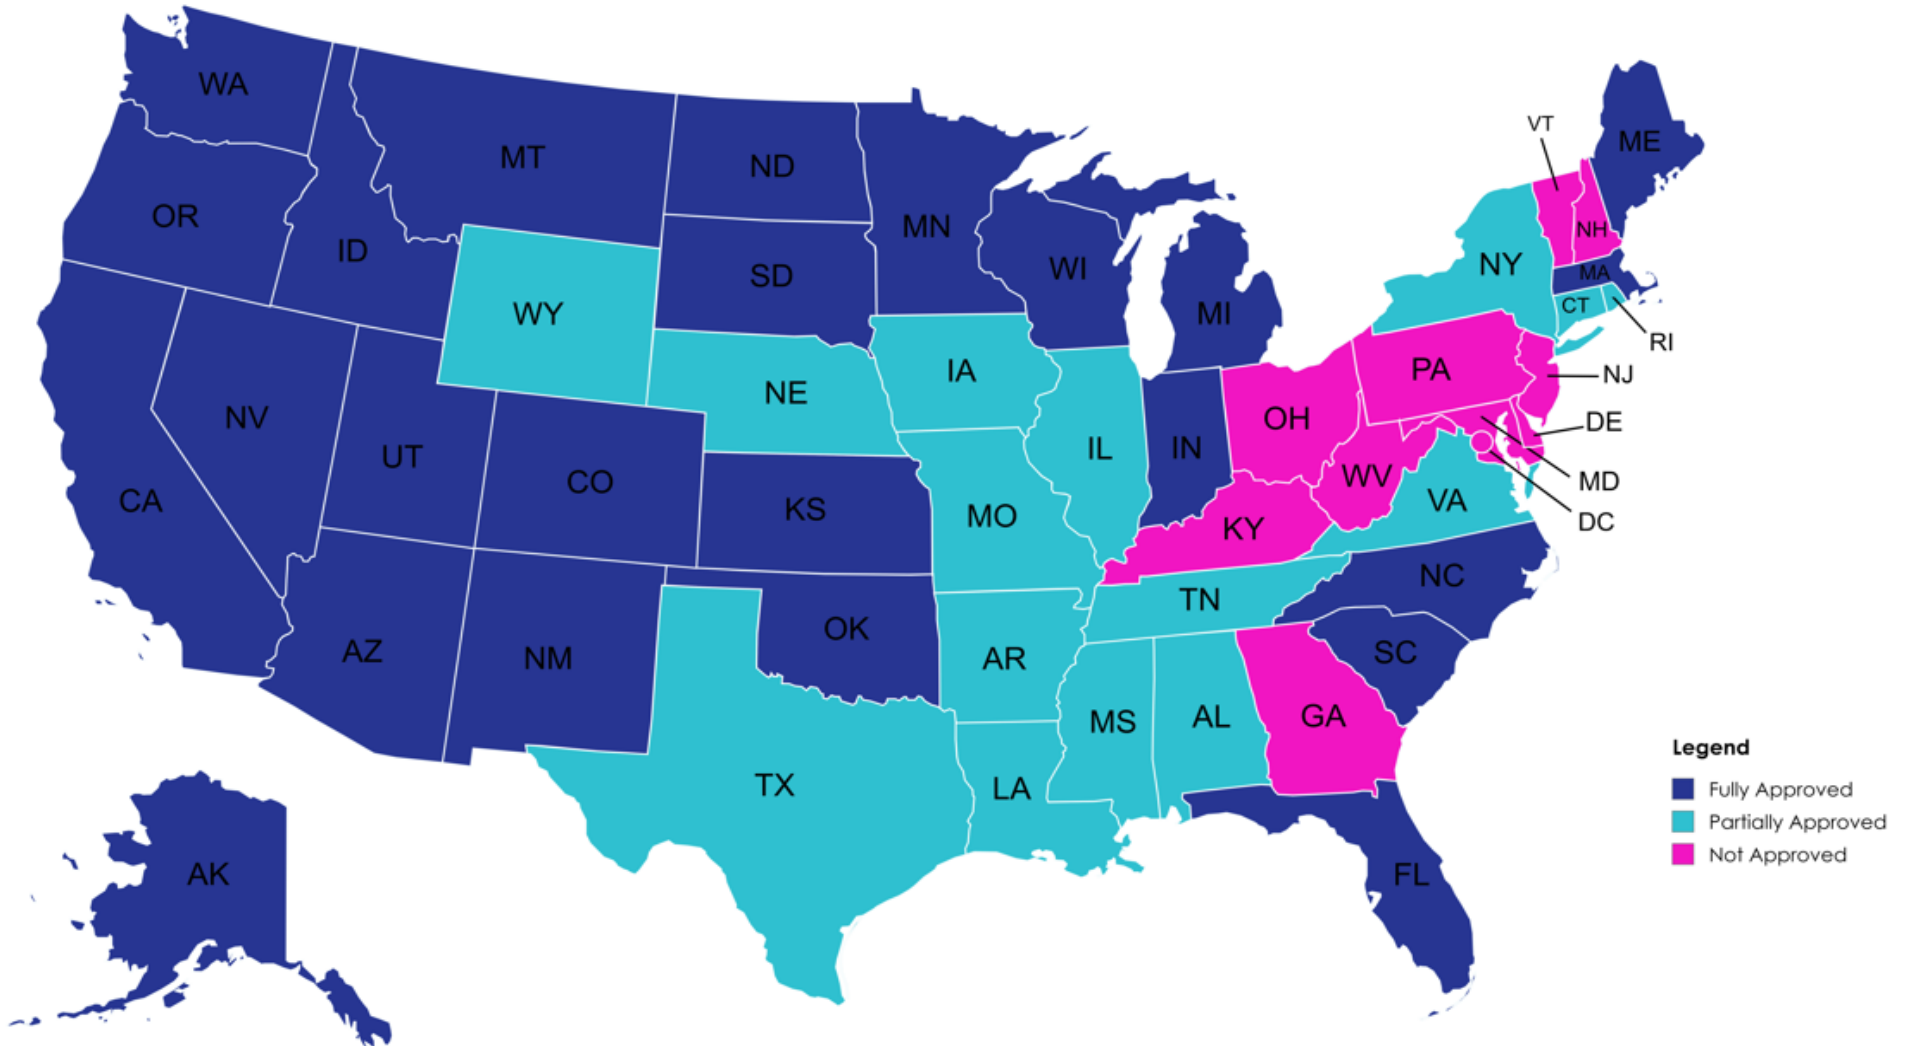 WA
MT
ND
MN
OR
ID
SD
WI
MI
VT
ME
NH
NY
MA
CT
RI
WY
NE
IA
PA
NJ
NV
UT
CO
IL
IN
OH
DE
CA
KS
MO
WV
VA
MD
DC
KY
NC
TN
AZ
NM
OK
AR
SC
MS
AL
GA
TX
LA
AK
FL
Legend
Fully Approved
Partially Approved
Not Approved